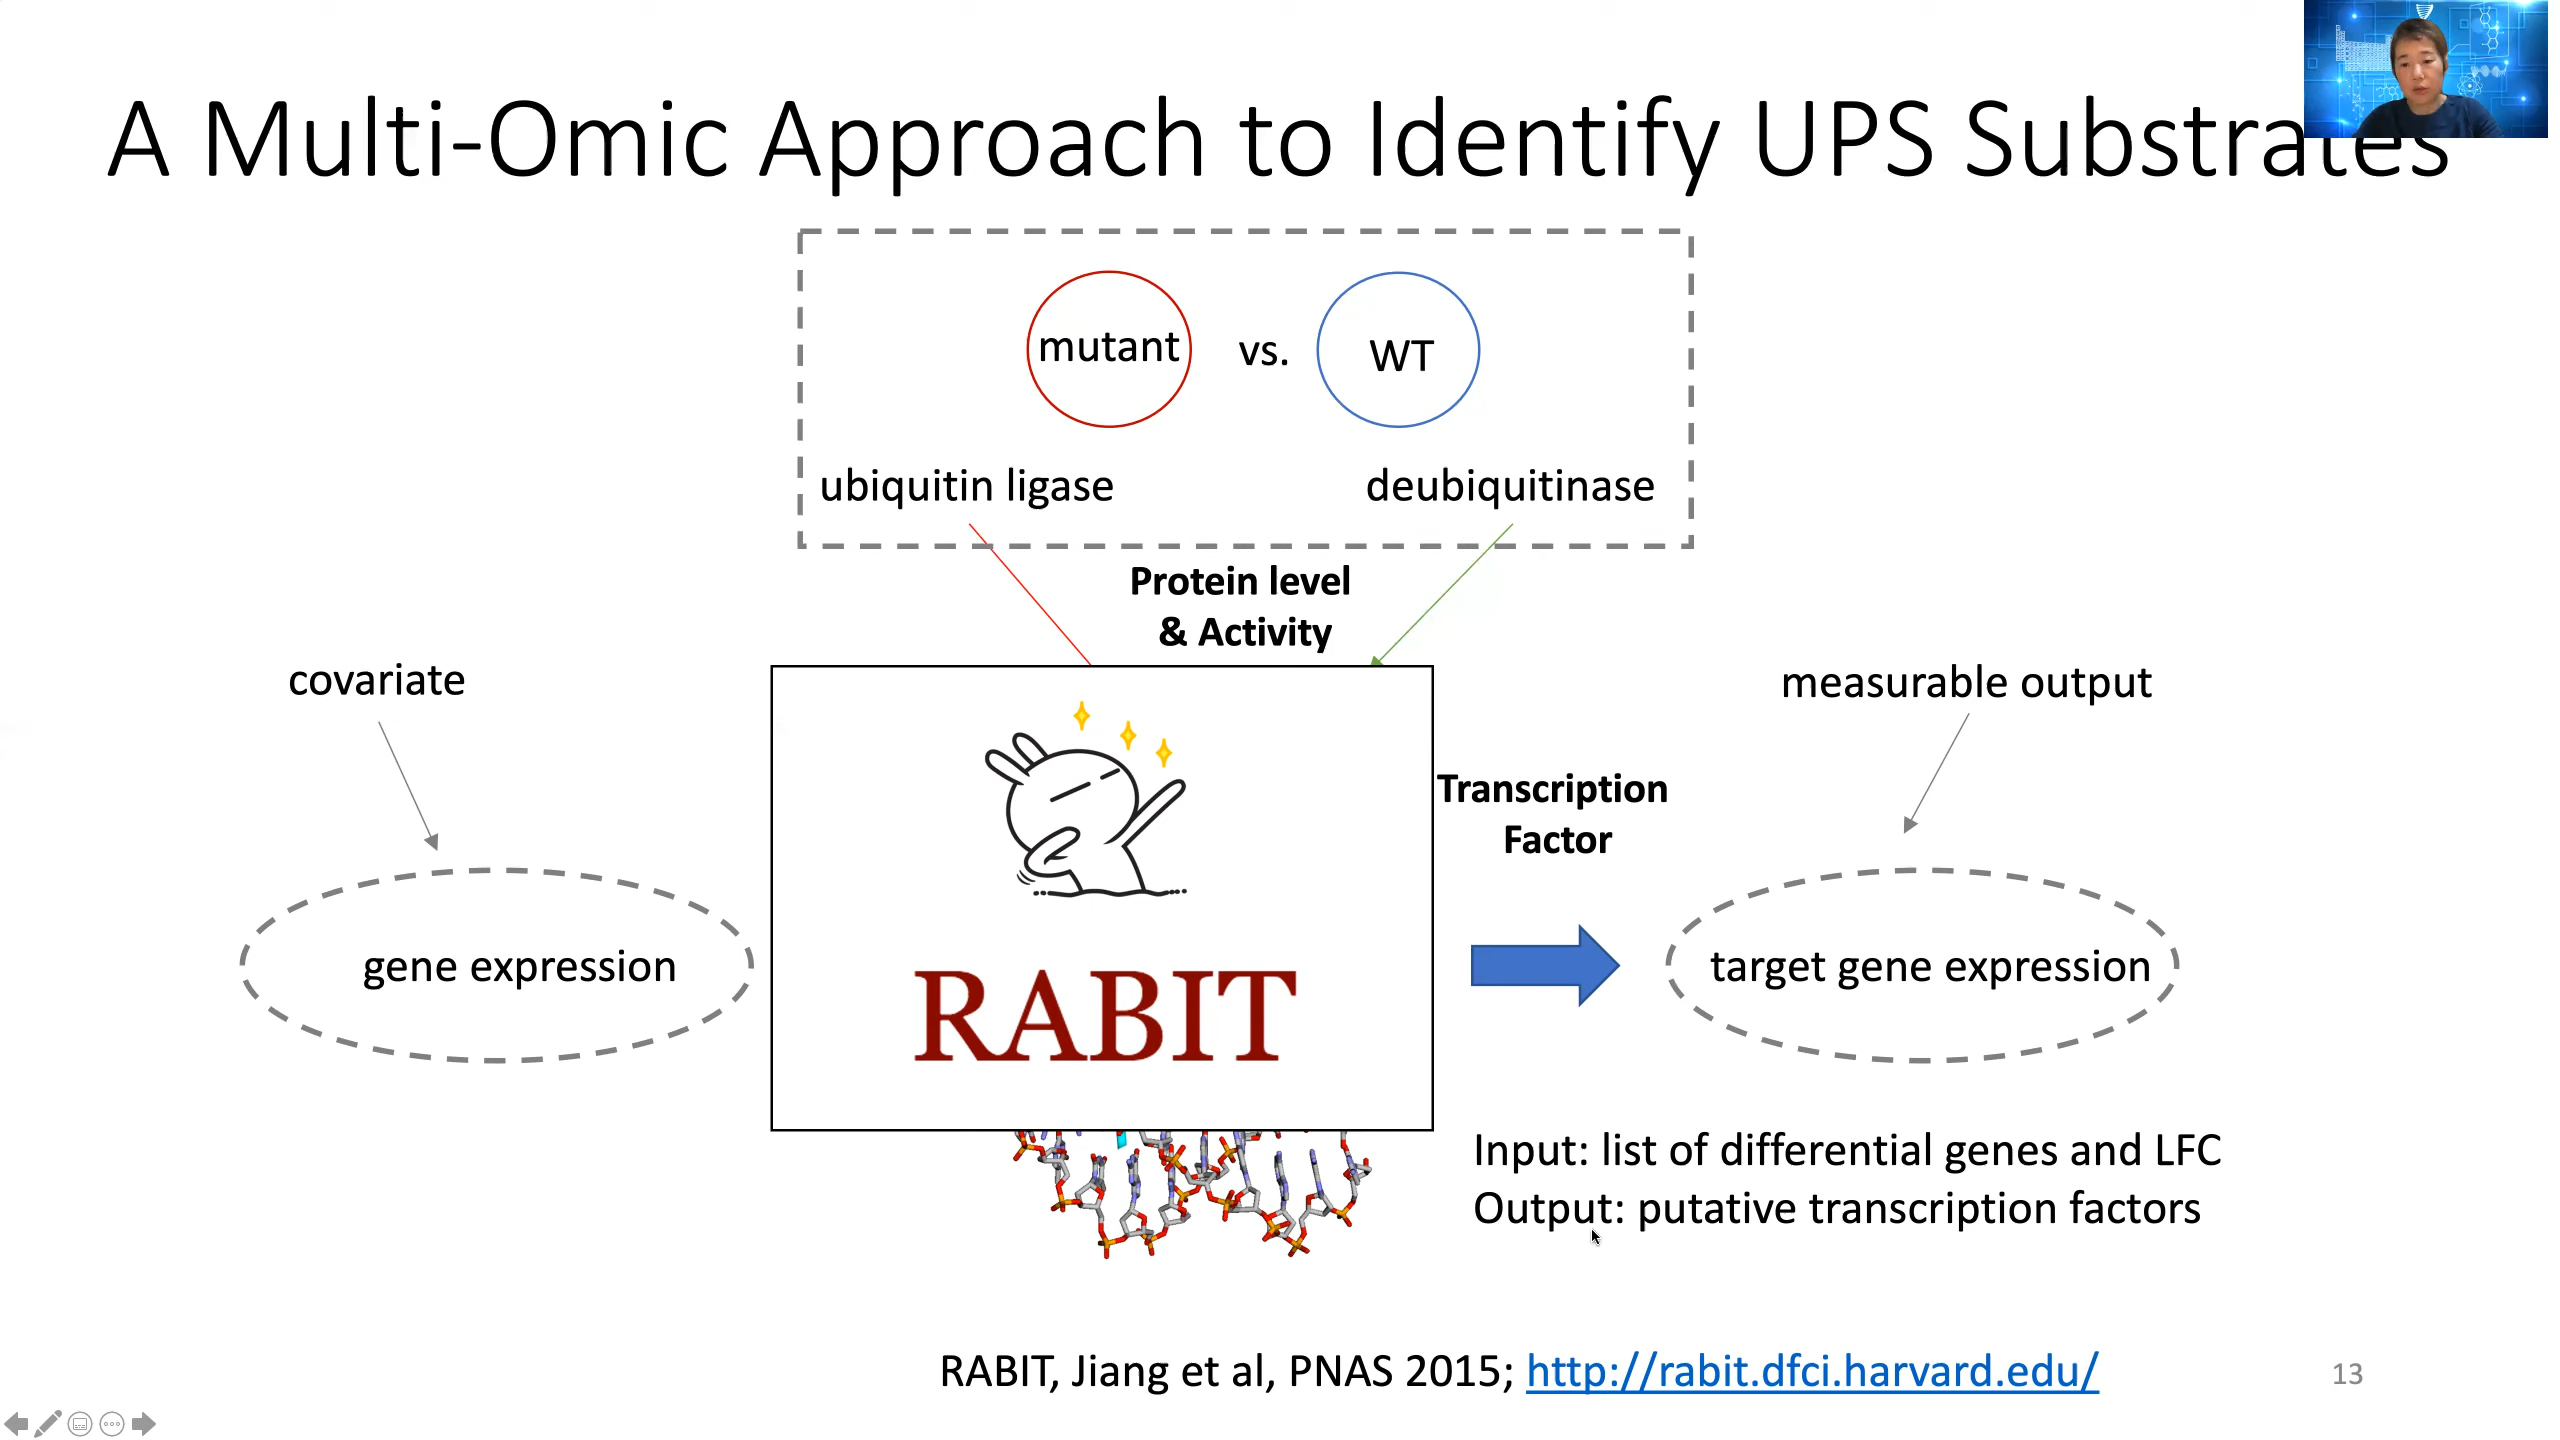 A Multi-Omic Approach to Identify UPS Substrates
mutant vs. WT
ubiquitin ligase deubiquitinase
Protein level
& Activity
covariate
measurable output
Transcription
Factor
gene expression
RABIT
target gene expression
Input: list of differential genes and LFC
Output: putative transcription factors
RABIT, Jiang et al, PNAS 2015; http://rabit.dfci.harvard.edu/
13